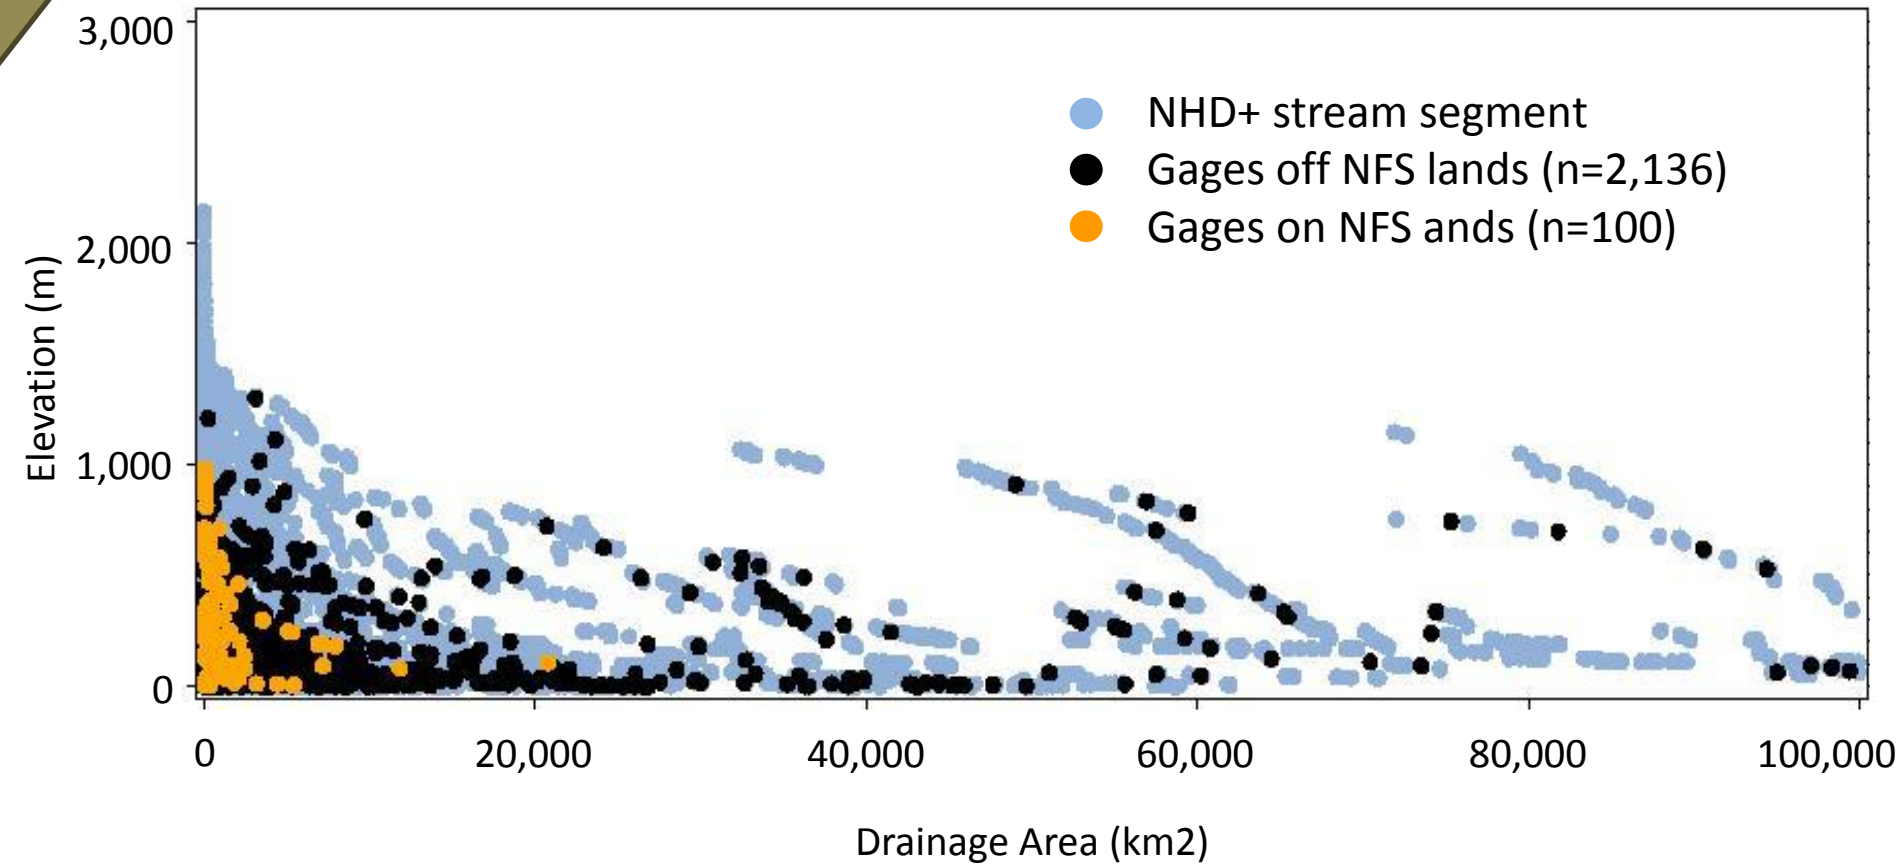 3,000
2,000
1,000
0
Elevation (m)
NHD+ stream segment
Gages off NFS lands (n=2,136)
Gages on NFS ands (n=100)
0 20,000 40,000 60,000 80,000 100,000
Drainage Area (km2)